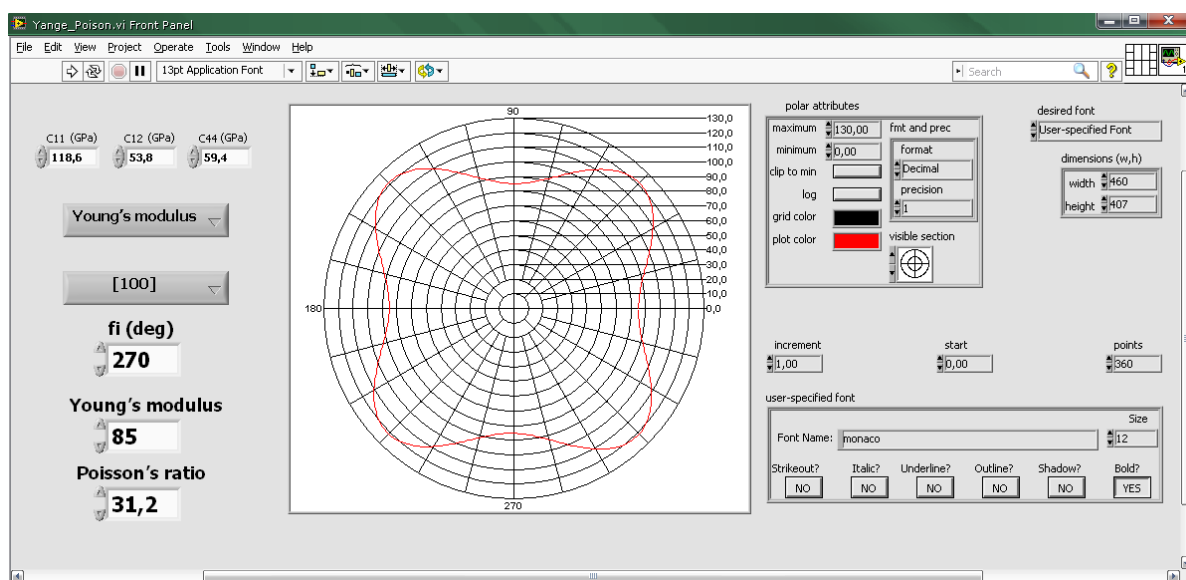 Yange_Poison.vi Front Panel
File Edit View Project Operate Tools Window Help
13pt Application Font
Search
C11 (GPa) C12 (GPa) C44 (GPa)
118,6 53,8 59,4
Young's modulus
[100]
fi (deg)
270
Young's modulus
85
Poisson's ratio
31,2
90
130,0
120,0
110,0
100,0
90,0
80,0
70,0
60,0
50,0
40,0
30,0
20,0
10,0
0,0
180
270
polar attributes
maximum 130,00
minimum 0,00
clip to min
log
grid color
plot color
fmt and prec
format
Decimal
precision
1
visible section
desired font
User-specified Font
dimensions (w,h)
width 460
height 407
increment start points
1,00 0,00 360
user-specified font
Size
Font Name: monaco 12
Strikeout? Italic? Underline? Outline? Shadow? Bold?
NO NO NO NO NO YES